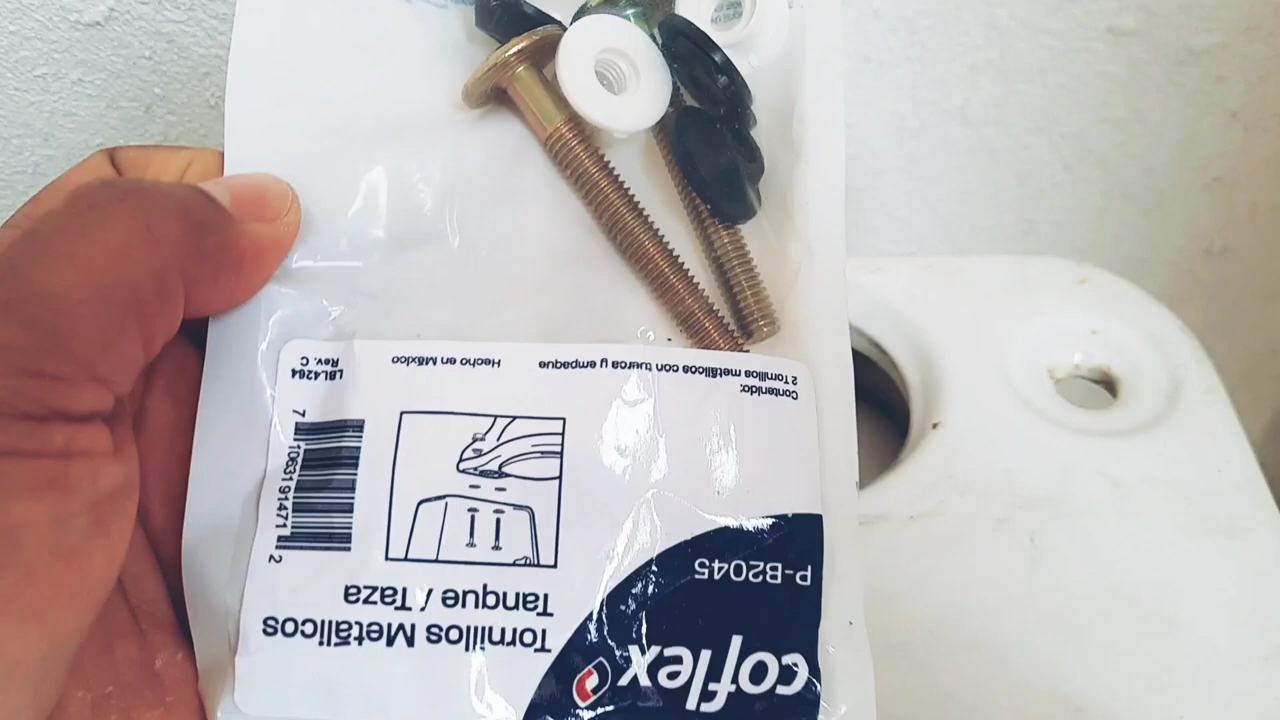 coflex
P-B2045
Tornillos Metálicos
Tanque / Taza
7 10631 91471 2
Contenido:
2 Tornillos metálicos con tuerca y empaque
Hecho en México
LBL4264
Rev. C